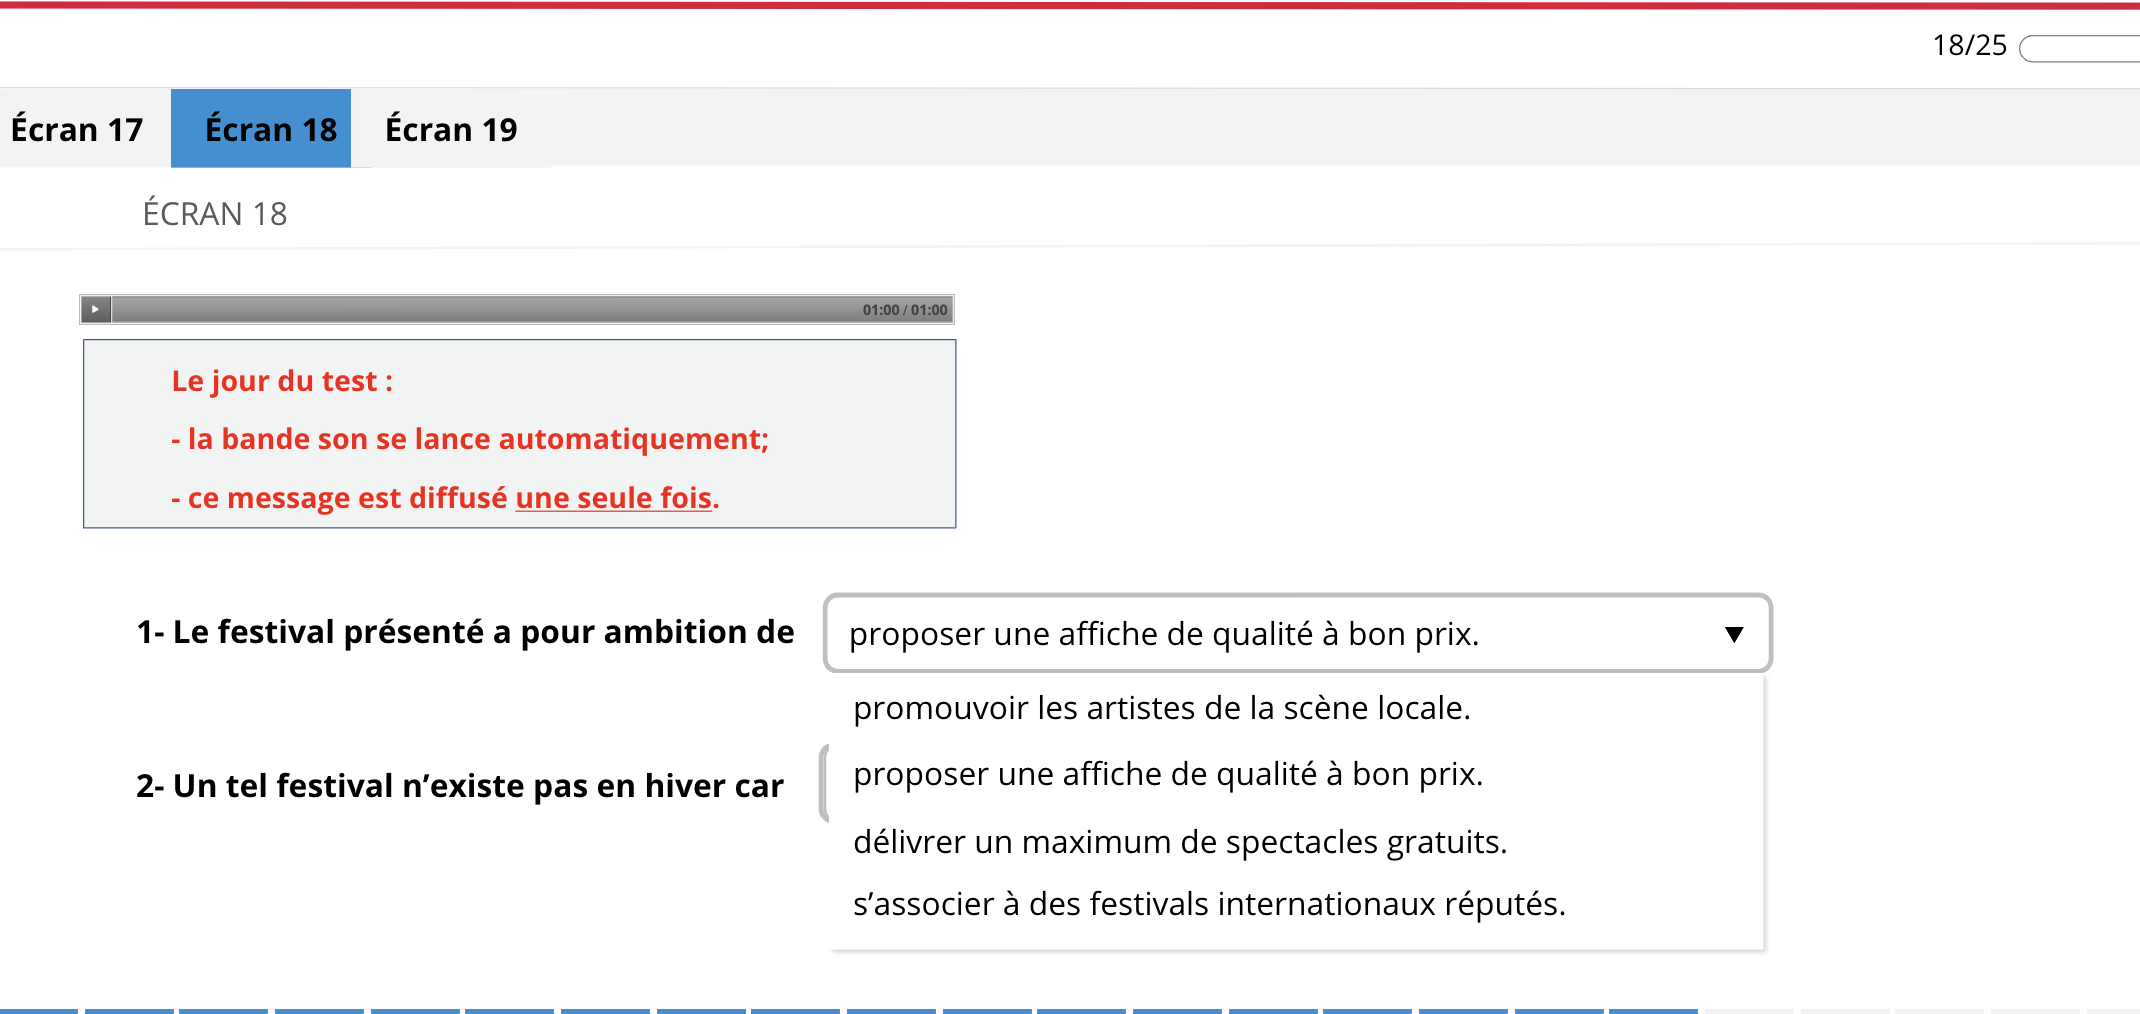 18/25
Écran 17
Écran 18
Écran 19
ÉCRAN 18
01:00 / 01:00
Le jour du test :
- la bande son se lance automatiquement;
- ce message est diffusé une seule fois.
1- Le festival présenté a pour ambition de
proposer une affiche de qualité à bon prix.
promouvoir les artistes de la scène locale.
proposer une affiche de qualité à bon prix.
délivrer un maximum de spectacles gratuits.
s’associer à des festivals internationaux réputés.
2- Un tel festival n’existe pas en hiver car